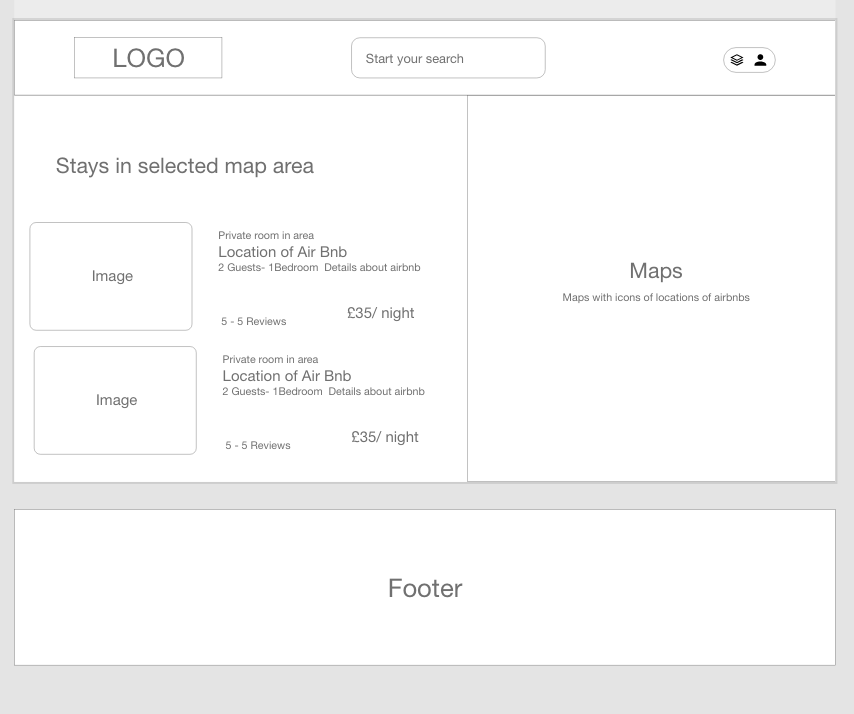 LOGO
Start your search
Stays in selected map area
Image
Private room in area
Location of Air Bnb
2 Guests- 1Bedroom  Details about airbnb
5 - 5 Reviews
£35/ night
Image
Private room in area
Location of Air Bnb
2 Guests- 1Bedroom  Details about airbnb
5 - 5 Reviews
£35/ night
Maps
Maps with icons of locations of airbnbs
Footer